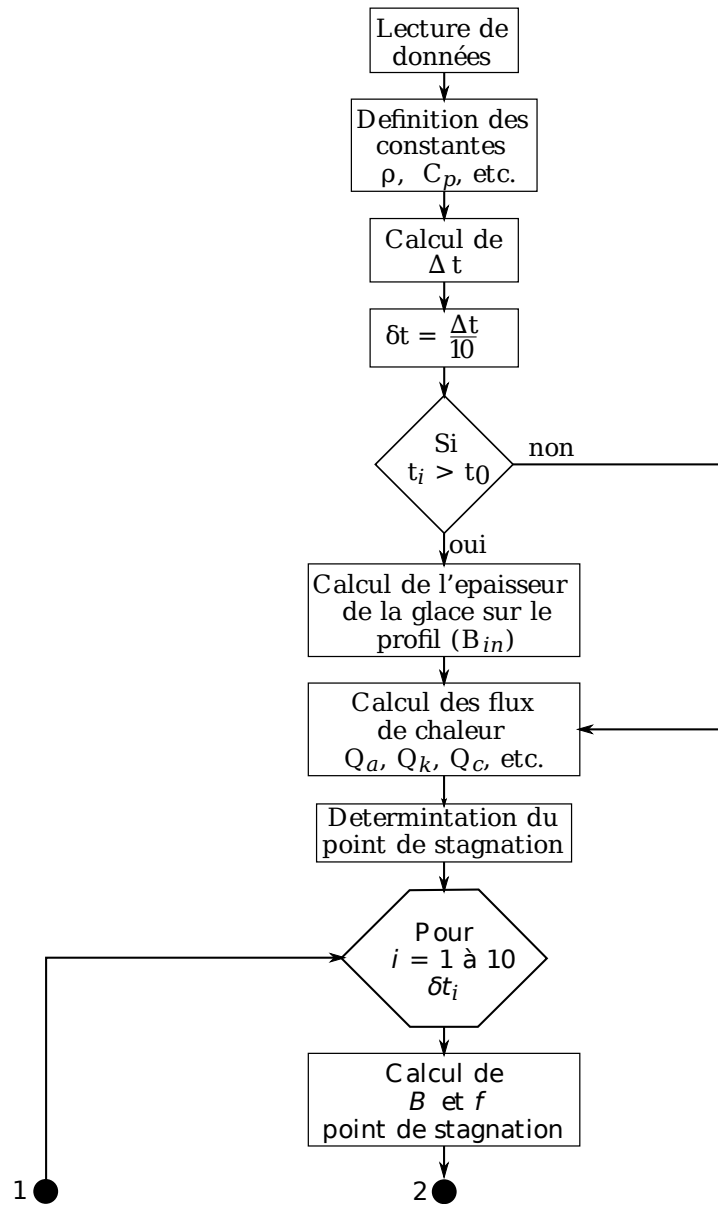 Lecture de
données
Definition des
constantes
ρ, C_p, etc.
Calcul de
Δ t
δt = Δt/10
Si
t_i > t0
non
oui
Calcul de l'epaisseur
de la glace sur le
profil (B_in)
Calcul des flux
de chaleur
Q_a, Q_k, Q_c, etc.
Determintation du
point de stagnation
Pour
i = 1 à 10
δt_i
Calcul de
B et f
point de stagnation
1
2